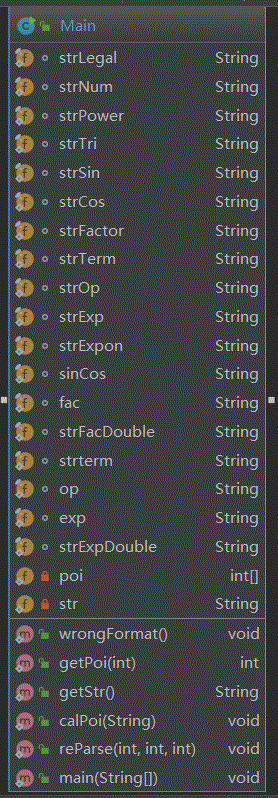 Main
strLegal String
strNum String
strPower String
strTri String
strSin String
strCos String
strFactor String
strTerm String
strOp String
strExp String
strExpon String
sinCos String
fac String
strFacDouble String
strterm String
op String
exp String
strExpDouble String
poi int[]
str String
wrongFormat() void
getPoi(int) int
getStr() String
calPoi(String) void
reParse(int, int, int) void
main(String[]) void